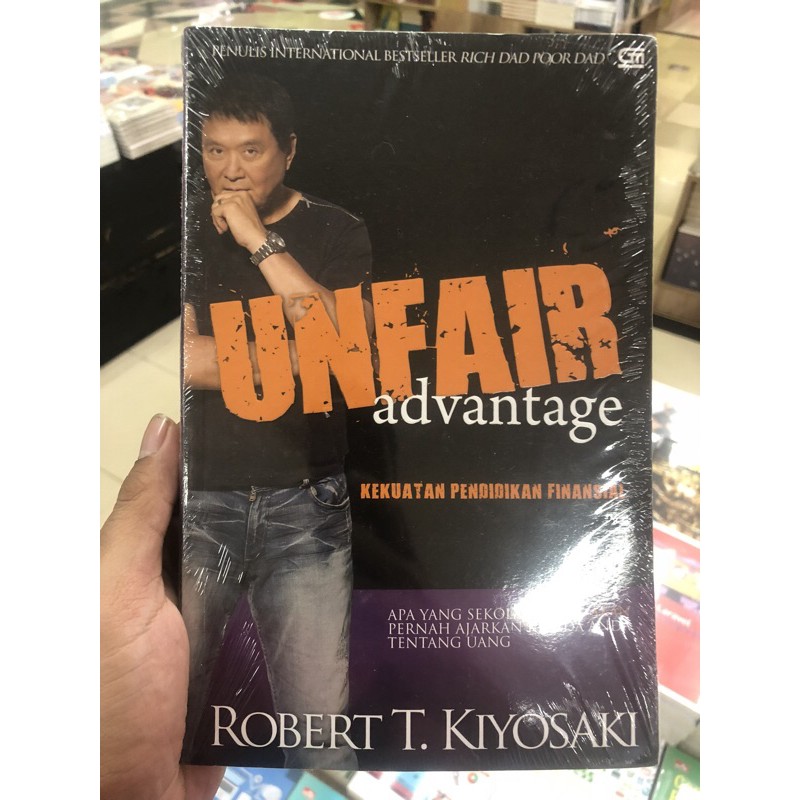 PENULIS INTERNATIONAL BESTSELLER RICH DAD POOR DAD
UNFAIR
advantage
KEKUATAN PENDIDIKAN FINANSIAL
APA YANG
PERNAH AJARKAN
TENTANG UANG
ROBERT T. KIYOSAKI
Laravel